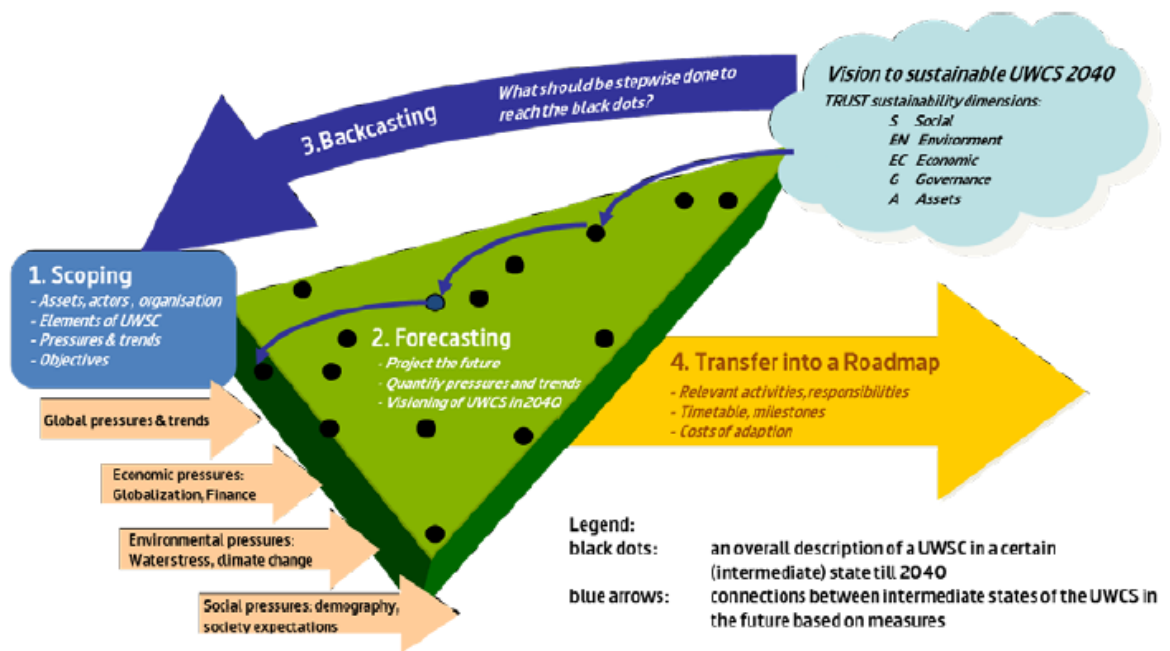 3.Backcasting
What should be stepwise done to
reach the black dots?
Vision to sustainable UWCS 2040
TRUST sustainability dimensions:
S Social
EN Environment
EC Economic
G Governance
A Assets
1. Scoping
- Assets, actors , organisation
- Elements of UWSC
- Pressures & trends
- Objectives
2. Forecasting
- Project the future
- Quantify pressures and trends
- Visioning of UWCS in 2040
4. Transfer into a Roadmap
- Relevant activities, responsibilities
- Timetable, milestones
- Costs of adaption
Global pressures & trends
Economic pressures:
Globalization, Finance
Environmental pressures:
Waterstress, climate change
Social pressures: demography,
society expectations
Legend:
black dots: an overall description of a UWSC in a certain
(intermediate) state till 2040
blue arrows: connections between intermediate states of the UWCS in
the future based on measures